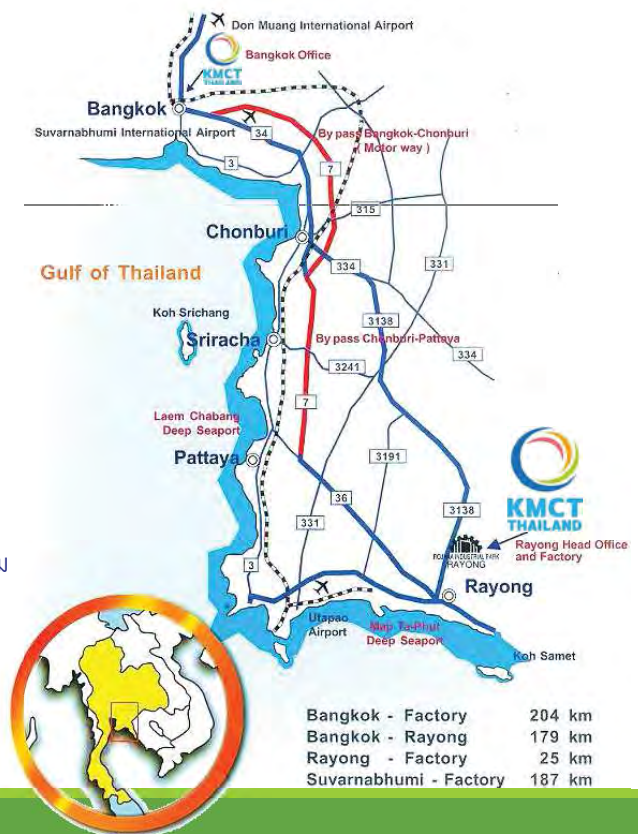 Don Muang International Airport
KMCT
THAILAND
Bangkok Office
Bangkok
Suvarnabhumi International Airport
34
By pass Bangkok-Chonburi
( Motor way )
3
7
315
Chonburi
334
331
Gulf of Thailand
Koh Srichang
3138
Sriracha
By pass Chonburi-Pattaya
334
3241
7
Laem Chabang
Deep Seaport
Pattaya
3191
KMCT
THAILAND
36
3138
331
ROJANA INDUSTRIAL PARK
RAYONG
Rayong Head Office
and Factory
3
Rayong
Utapao
Airport
Map Ta-Phut
Deep Seaport
Koh Samet
Bangkok - Factory 204 km
Bangkok - Rayong 179 km
Rayong - Factory 25 km
Suvarnabhumi - Factory 187 km